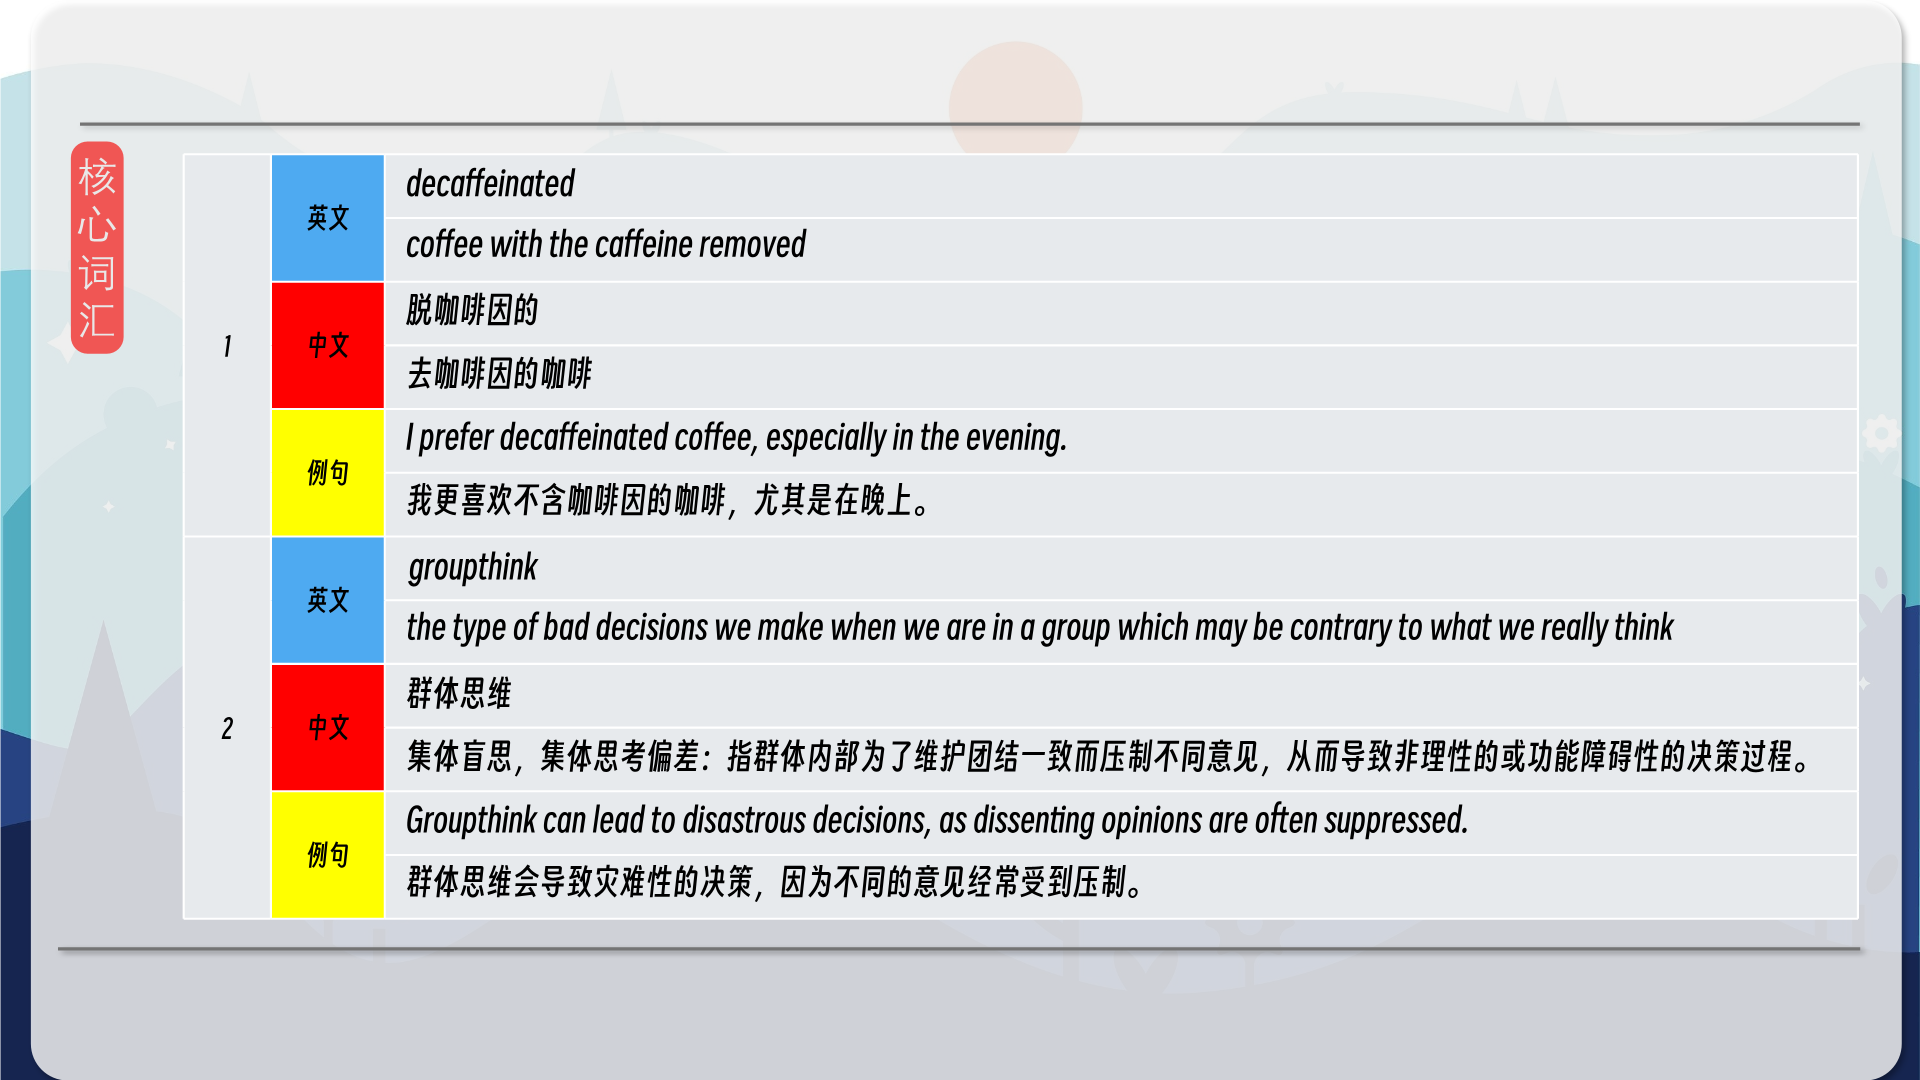 核心词汇
1
英文
decaffeinated
coffee with the caffeine removed
中文
脱咖啡因的
去咖啡因的咖啡
例句
I prefer decaffeinated coffee, especially in the evening.
我更喜欢不含咖啡因的咖啡，尤其是在晚上。
2
英文
groupthink
the type of bad decisions we make when we are in a group which may be contrary to what we really think
中文
群体思维
集体盲思，集体思考偏差：指群体内部为了维护团结一致而压制不同意见，从而导致非理性的或功能障碍性的决策过程。
例句
Groupthink can lead to disastrous decisions, as dissenting opinions are often suppressed.
群体思维会导致灾难性的决策，因为不同的意见经常受到压制。